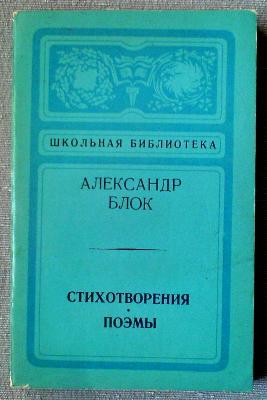 ШКОЛЬНАЯ БИБЛИОТЕКА
АЛЕКСАНДР
БЛОК
СТИХОТВОРЕНИЯ
•
ПОЭМЫ